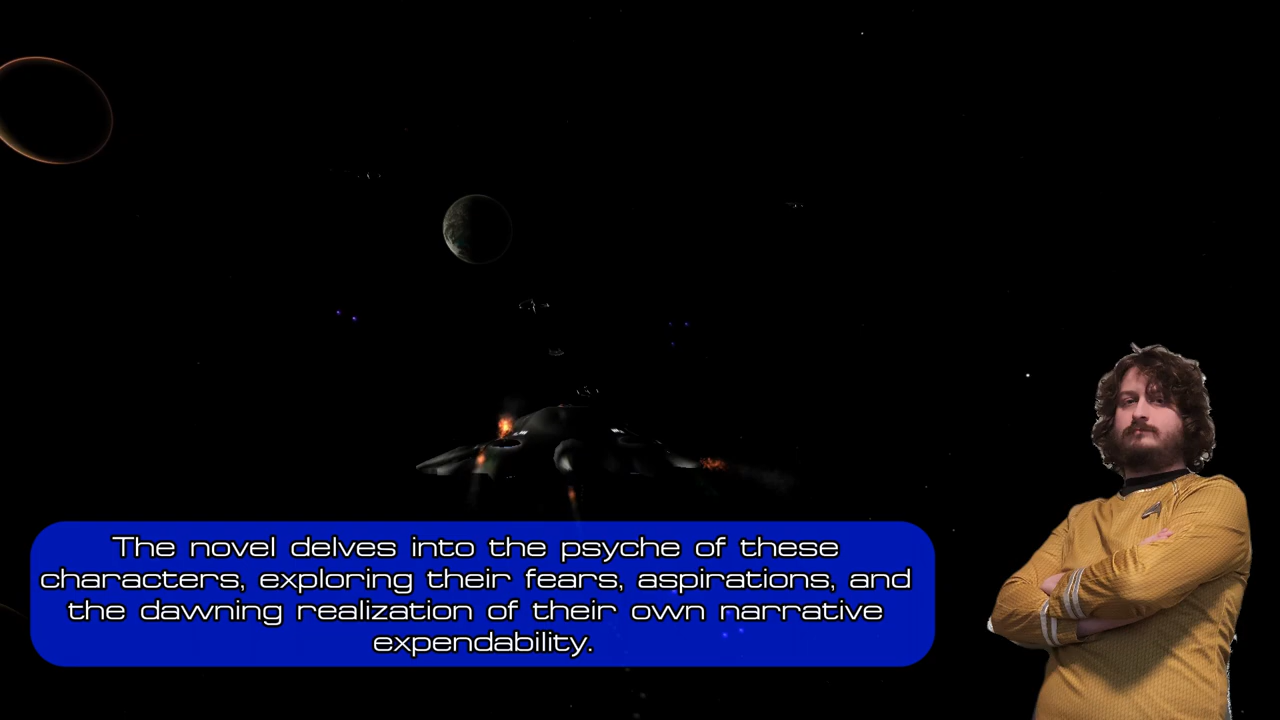 The novel delves into the psyche of these
characters, exploring their fears, aspirations, and
the dawning realization of their own narrative
expendability.